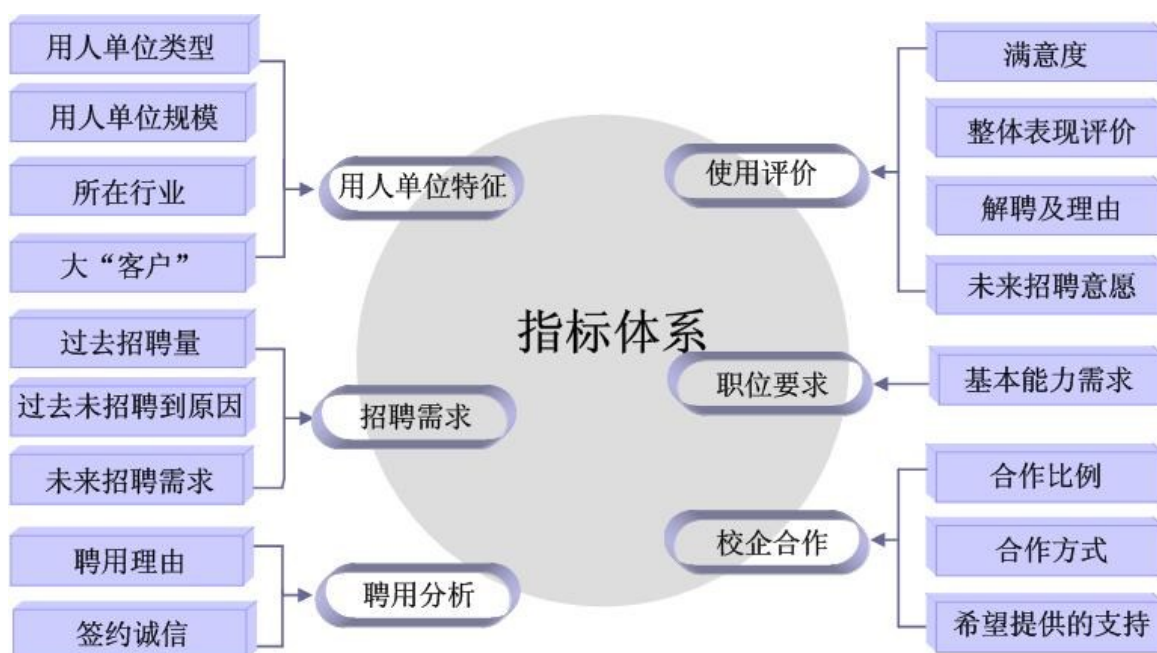 用人单位类型
用人单位规模
所在行业
大“客户”
用人单位特征
过去招聘量
过去未招聘到原因
未来招聘需求
招聘需求
聘用理由
签约诚信
聘用分析
指标体系
满意度
整体表现评价
解聘及理由
未来招聘意愿
使用评价
基本能力需求
职位要求
合作比例
合作方式
希望提供的支持
校企合作